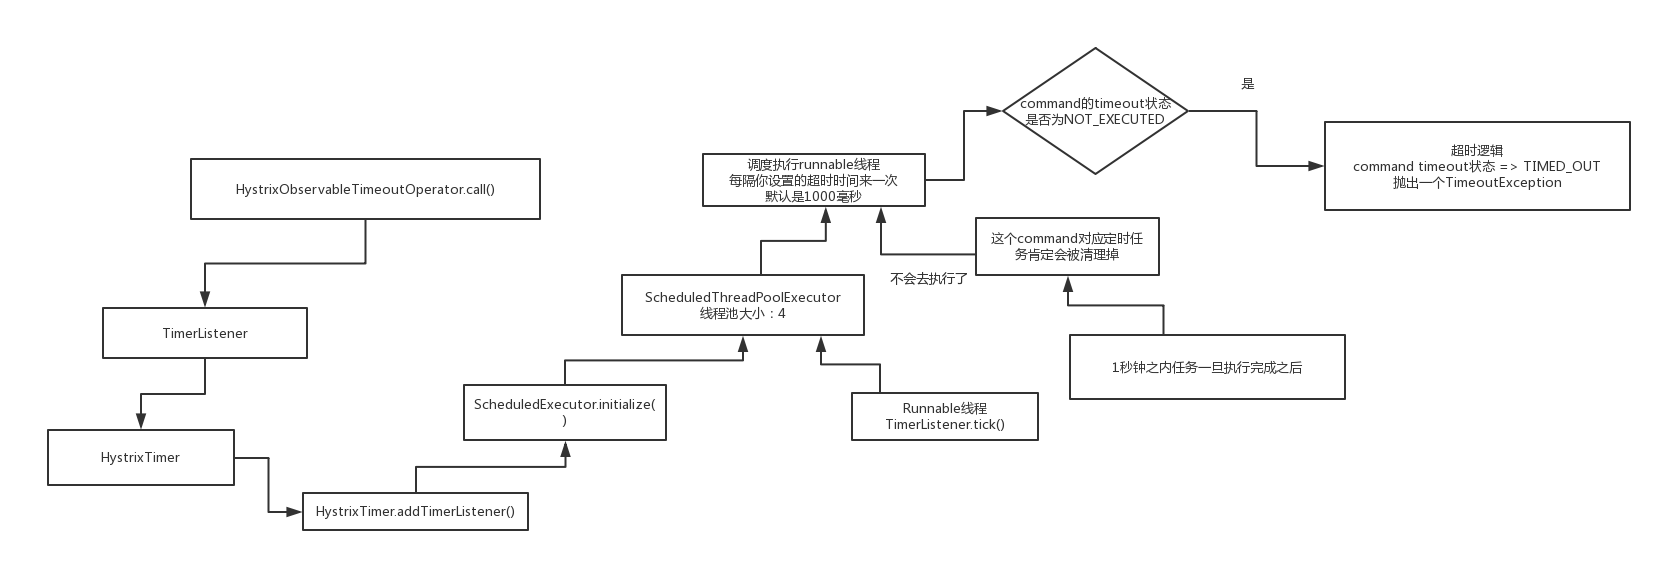 是
command的timeout状态
是否为NOT_EXECUTED
超时逻辑
command timeout状态 => TIMED_OUT
抛出一个TimeoutException
调度执行runnable线程
每隔你设置的超时时间来一次
默认是1000毫秒
HystrixObservableTimeoutOperator.call()
这个command对应定时任
务肯定会被清理掉
不会去执行了
ScheduledThreadPoolExecutor
线程池大小：4
TimerListener
1秒钟之内任务一旦执行完成之后
ScheduledExecutor.initialize(
)
Runnable线程
TimerListener.tick()
HystrixTimer
HystrixTimer.addTimerListener()